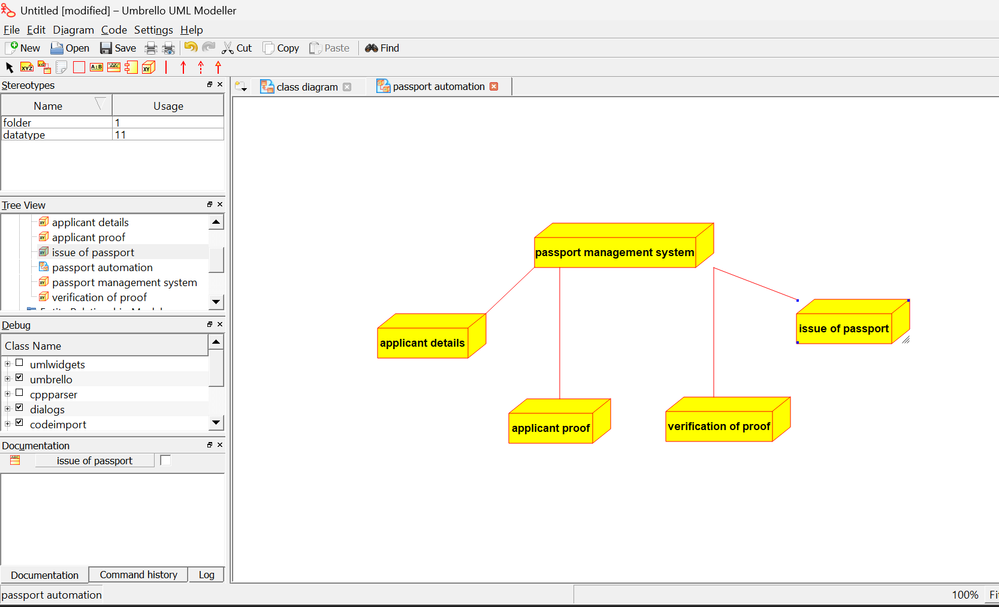 Untitled [modified] – Umbrello UML Modeller
File Edit Diagram Code Settings Help
New Open Save Cut Copy Paste Find
Stereotypes
class diagram
passport automation
Name Usage
folder 1
datatype 11
Tree View
applicant details
applicant proof
issue of passport
passport automation
passport management system
verification of proof
Debug
Class Name
umlwidgets
umbrello
cppparser
dialogs
codeimport
Documentation
issue of passport
Documentation Command history Log
passport management system
applicant details
issue of passport
applicant proof
verification of proof
passport automation
100%